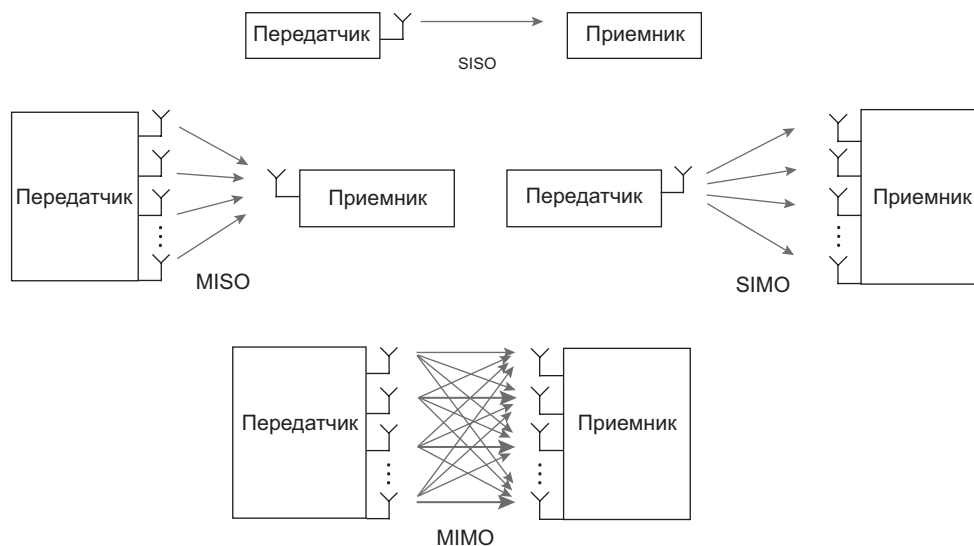 Передатчик
Приемник
SISO
Передатчик
Приемник
MISO
Передатчик
Приемник
SIMO
Передатчик
Приемник
MIMO